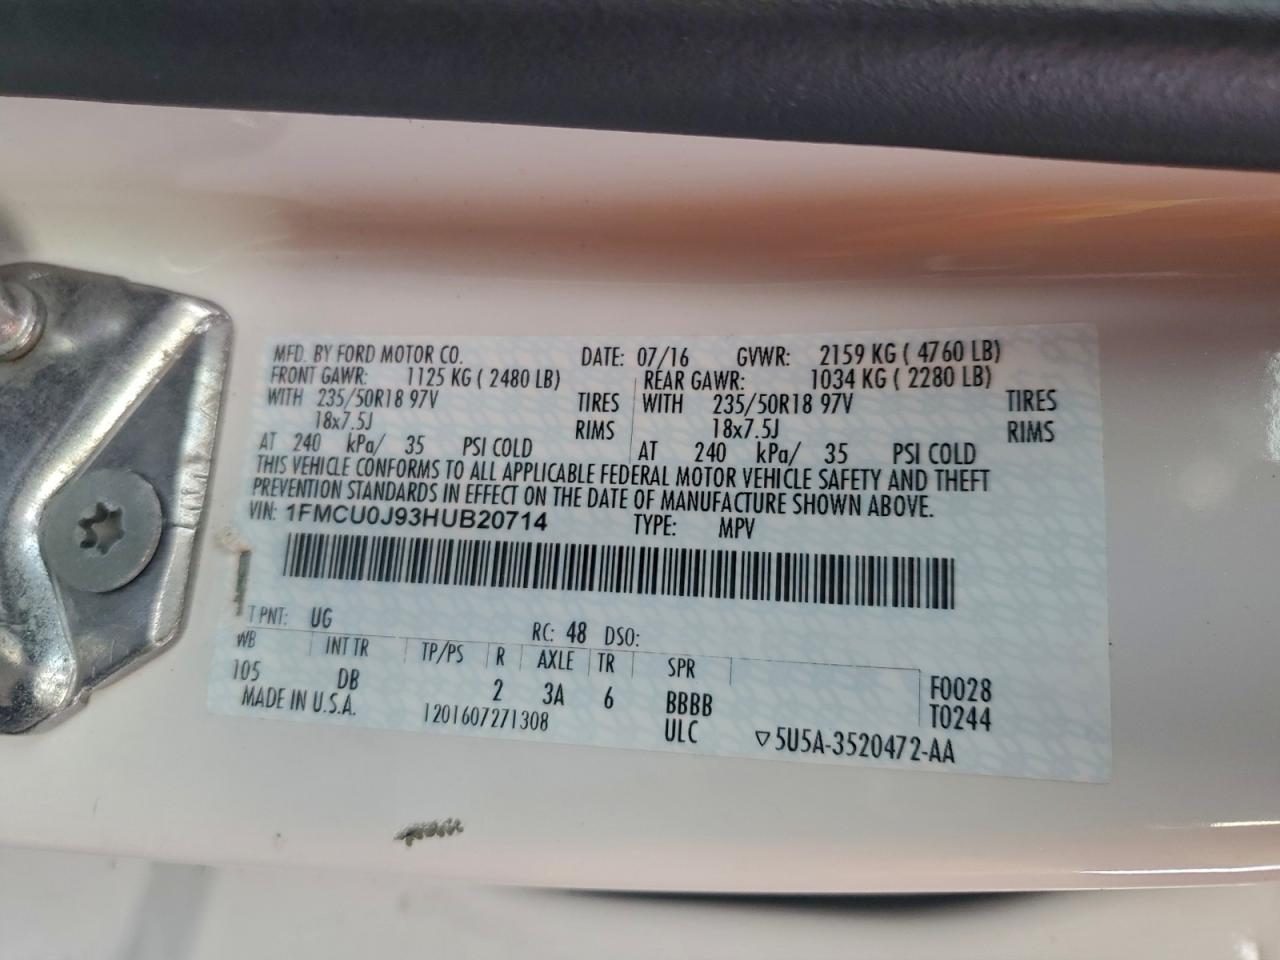 MFD. BY FORD MOTOR CO. DATE: 07/16 GVWR: 2159 KG ( 4760 LB)
FRONT GAWR: 1125 KG ( 2480 LB) REAR GAWR: 1034 KG ( 2280 LB)
WITH 235/50R18 97V TIRES WITH 235/50R18 97V TIRES
18x7.5J RIMS 18x7.5J RIMS
AT 240 kPa/ 35 PSI COLD AT 240 kPa/ 35 PSI COLD
THIS VEHICLE CONFORMS TO ALL APPLICABLE FEDERAL MOTOR VEHICLE SAFETY AND THEFT
PREVENTION STANDARDS IN EFFECT ON THE DATE OF MANUFACTURE SHOWN ABOVE.
VIN: 1FMCU0J93HUB20714 TYPE: MPV
T PNT: UG RC: 48 DSO:
WB INT TR TP/PS R AXLE TR SPR
105 DB 2 3A 6 BBBB F0028
MADE IN U.S.A. 1201607271308 ULC T0244
▽5U5A-3520472-AA